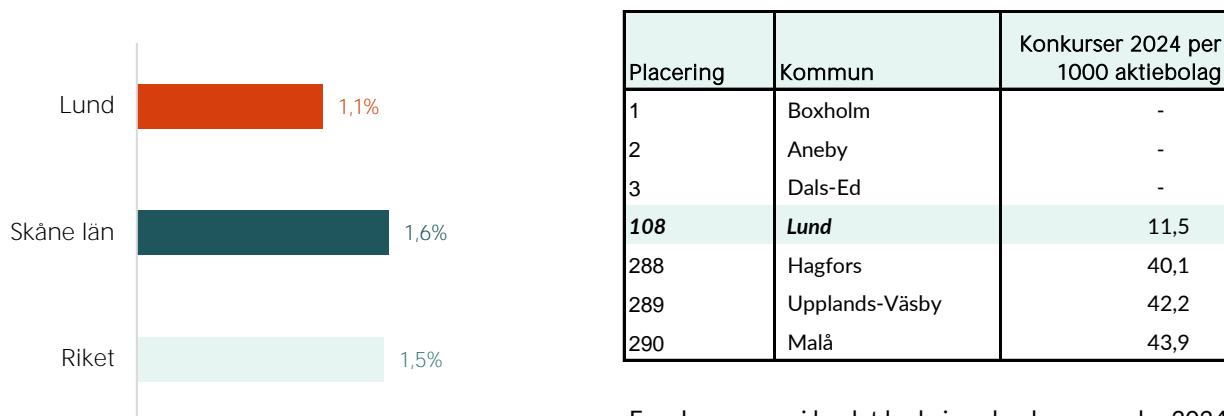 Lund 1,1%
Skåne län 1,6%
Riket 1,5%
Konkurser 2024 per
Placering Kommun 1000 aktiebolag
1 Boxholm -
2 Aneby -
3 Dals-Ed -
108 Lund 11,5
288 Hagfors 40,1
289 Upplands-Väsby 42,2
290 Malå 43,9